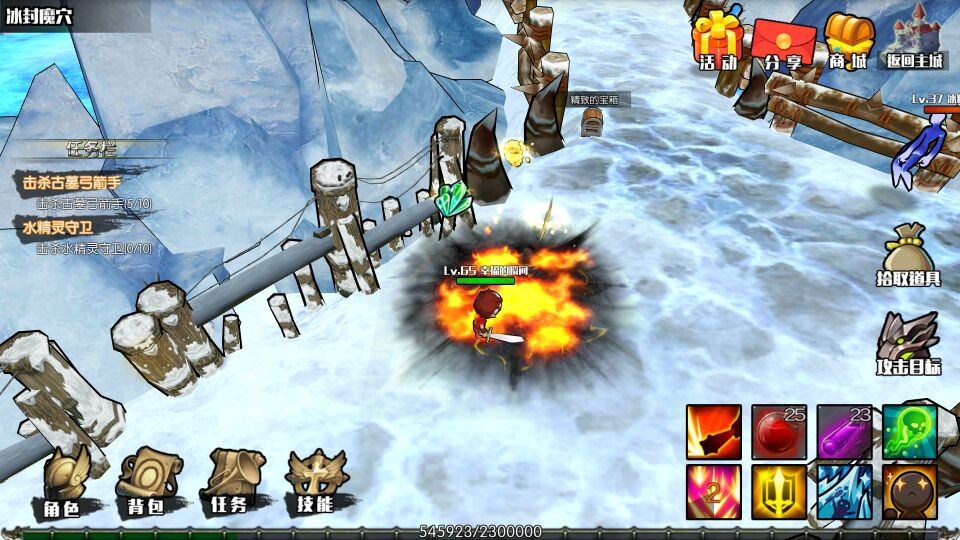 冰封魔穴
活动
分享
商城
返回主城
精致的宝箱
Lv.37 冰
任务栏
击杀古墓弓箭手
击杀古墓弓箭手(5/10)
水精灵守卫
击杀水精灵守卫(0/10)
Lv.65 幸福的瞬间
拾取道具
攻击目标
25
23
2
角色
背包
任务
技能
545923/2300000